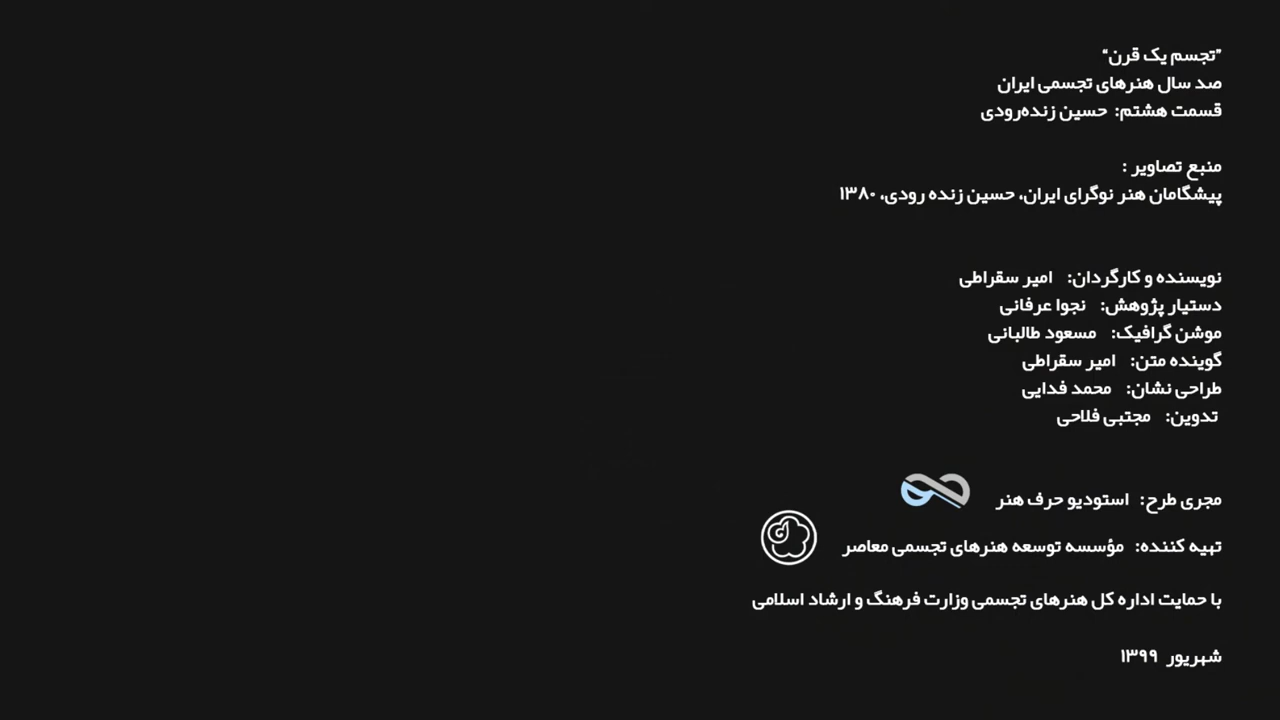 "تجسم یک قرن"
صد سال هنرهای تجسمی ایران
قسمت هشتم: حسین زنده‌رودی
منبع تصاویر :
پیشگامان هنر نوگرای ایران، حسین زنده رودی، ۱۳۸۰
نویسنده و کارگردان: امیر سقراطی
دستیار پژوهش: نجوا عرفانی
موشن گرافیک: مسعود طالبانی
گوینده متن: امیر سقراطی
طراحی نشان: محمد فدایی
تدوین: مجتبی فلاحی
مجری طرح: استودیو حرف هنر
تهیه کننده: مؤسسه توسعه هنرهای تجسمی معاصر
با حمایت اداره کل هنرهای تجسمی وزارت فرهنگ و ارشاد اسلامی
شهریور ۱۳۹۹